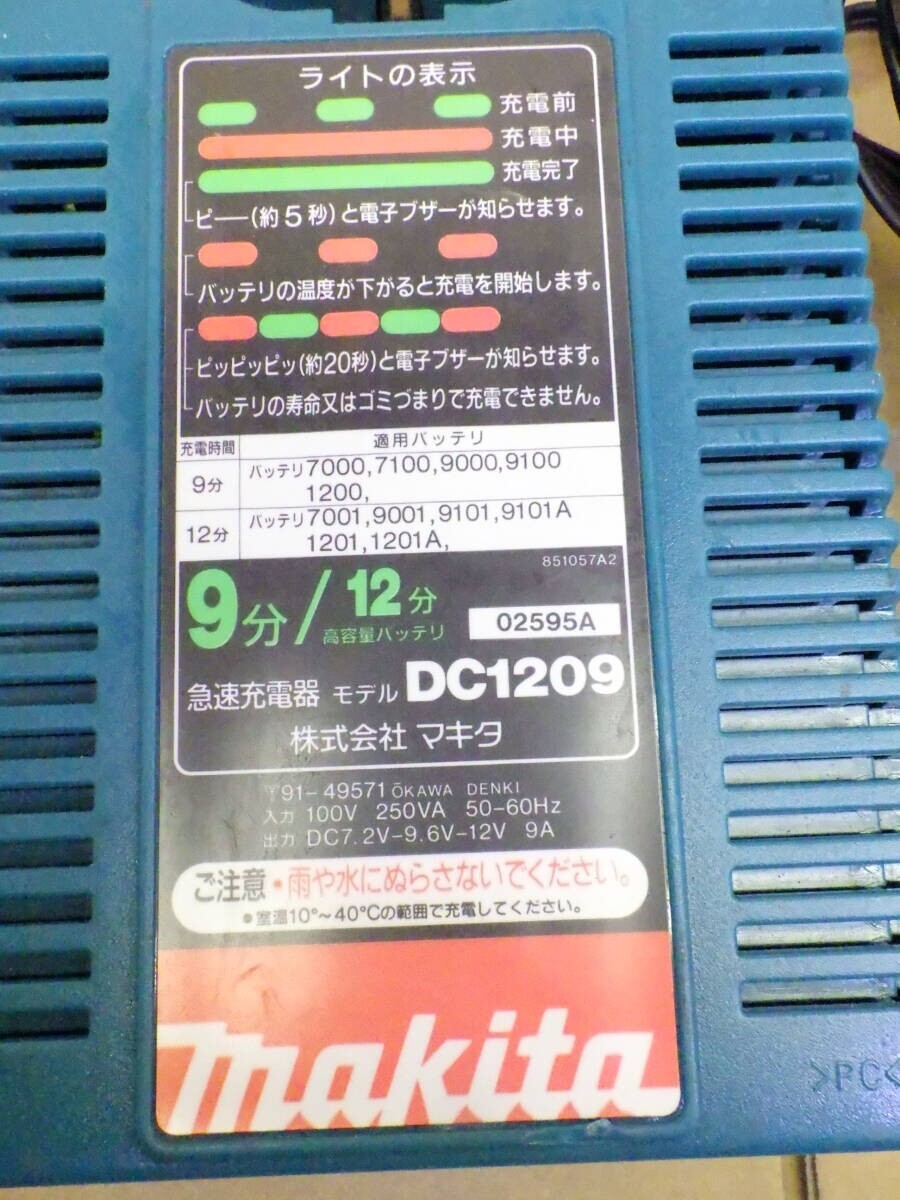 ライトの表示
充電前
充電中
充電完了
ピー―(約5秒)と電子ブザーが知らせます。
バッテリの温度が下がると充電を開始します。
ピッピッピッ(約20秒)と電子ブザーが知らせます。
バッテリの寿命又はゴミづまりで充電できません。
充電時間 適用バッテリ
9分 バッテリ7000,7100,9000,9100
1200,
12分 バッテリ7001,9001,9101,9101A
1201,1201A,
851057A2
9分/12分
高容量バッテリ
02595A
急速充電器 モデル DC1209
株式会社 マキタ
〒91-49571 ŌKAWA DENKI
入力 100V 250VA 50-60Hz
出力 DC7.2V-9.6V-12V 9A
ご注意・雨や水にぬらさないでください。
●室温10°~40℃の範囲で充電してください。
makita
>PC<